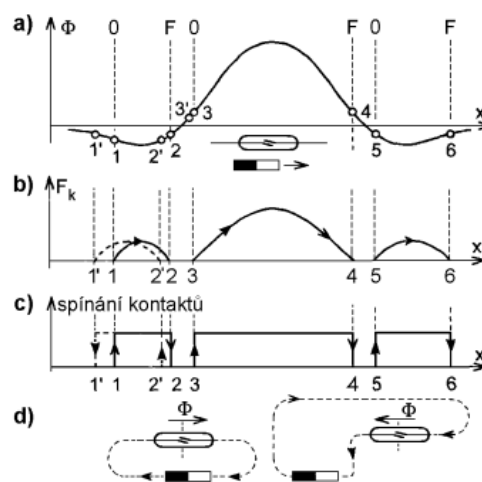 a) Φ 0 F 0 F 0 F
3' 3 4 x
1' 1 2' 2 5 6
b) F_k x
1' 1 2' 2 3 4 5 6
c) spínání kontaktů x
1' 1 2' 2 3 4 5 6
d) Φ Φ